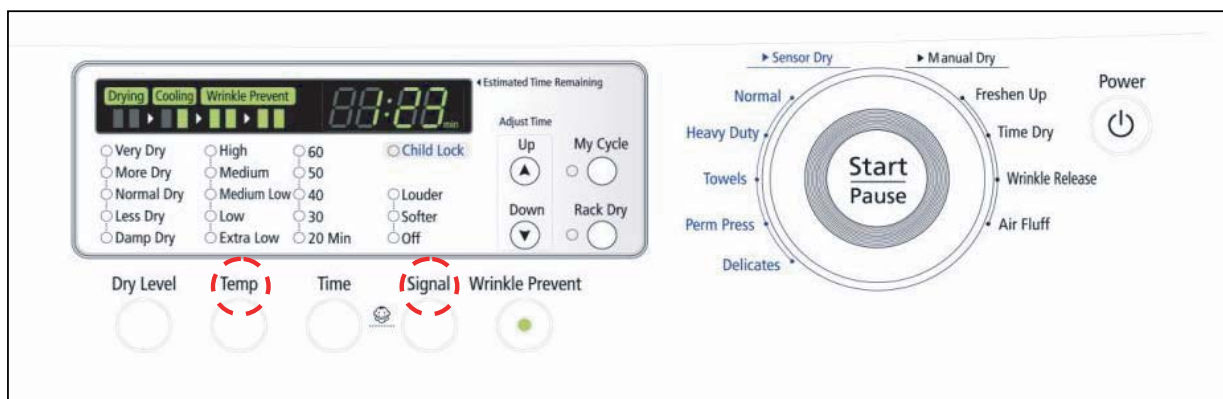 Sensor Dry
Manual Dry
Estimated Time Remaining
Drying Cooling Wrinkle Prevent
1:23 min
Adjust Time
Up
Down
My Cycle
Rack Dry
Very Dry
More Dry
Normal Dry
Less Dry
Damp Dry
High
Medium
Medium Low
Low
Extra Low
60
50
40
30
20 Min
Child Lock
Louder
Softer
Off
Dry Level
Temp
Time
Signal
Wrinkle Prevent
Normal
Heavy Duty
Towels
Perm Press
Delicates
Start
Pause
Freshen Up
Time Dry
Wrinkle Release
Air Fluff
Power